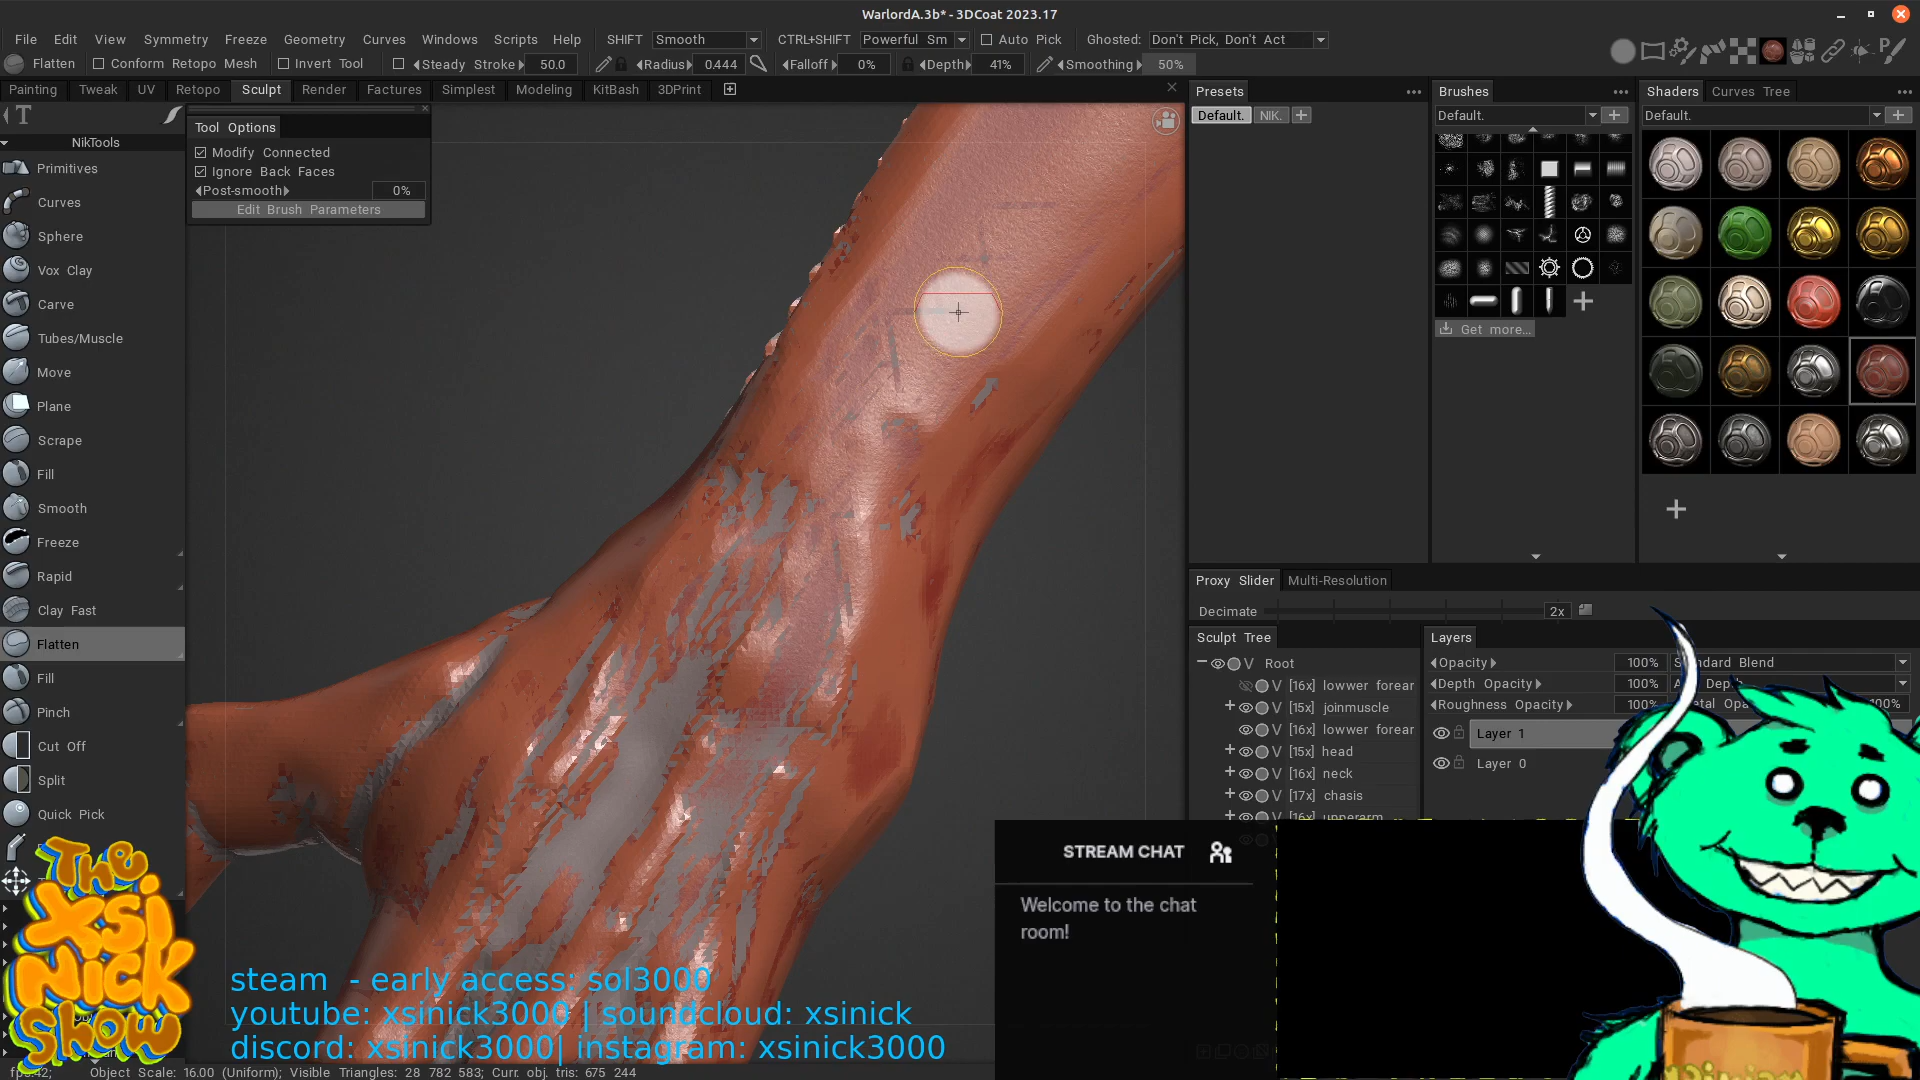 WarlordA.3b* - 3DCoat 2023.17
File Edit View Symmetry Freeze Geometry Curves Windows Scripts Help SHIFT Smooth CTRL+SHIFT Powerful Sm Auto Pick Ghosted: Don't Pick, Don't Act
Flatten Conform Retopo Mesh Invert Tool Steady Stroke 50.0 Radius 0.444 Falloff 0% Depth 41% Smoothing 50%
Painting Tweak UV Retopo Sculpt Render Factures Simplest Modeling KitBash 3DPrint
Presets
Default. NIK.
Brushes
Default.
Get more...
Shaders Curves Tree
Default.
Tool Options
Modify Connected
Ignore Back Faces
Post-smooth 0%
Edit Brush Parameters
NikTools
Primitives
Curves
Sphere
Vox Clay
Carve
Tubes/Muscle
Move
Plane
Scrape
Fill
Smooth
Freeze
Rapid
Clay Fast
Flatten
Fill
Pinch
Cut Off
Split
Quick Pick
Proxy Slider Multi-Resolution
Decimate 2x
Sculpt Tree
Root
V [16x] lowwer forear
V [15x] joinmuscle
V [16x] lowwer forear
V [15x] head
V [16x] neck
V [17x] chasis
V [16x] upperarm
Layers
Opacity 100% Standard Blend
Depth Opacity 100%
Roughness Opacity 100% 100%
Layer 1
Layer 0
STREAM CHAT
Welcome to the chat
room!
The
Xsi
Nick
Show
steam - early access: sol3000
youtube: xsinick3000 | soundcloud: xsinick
discord: xsinick3000| instagram: xsinick3000
fps:42; Object Scale: 16.00 (Uniform); Visible Triangles: 28 782 583; Curr. obj. tris: 675 244